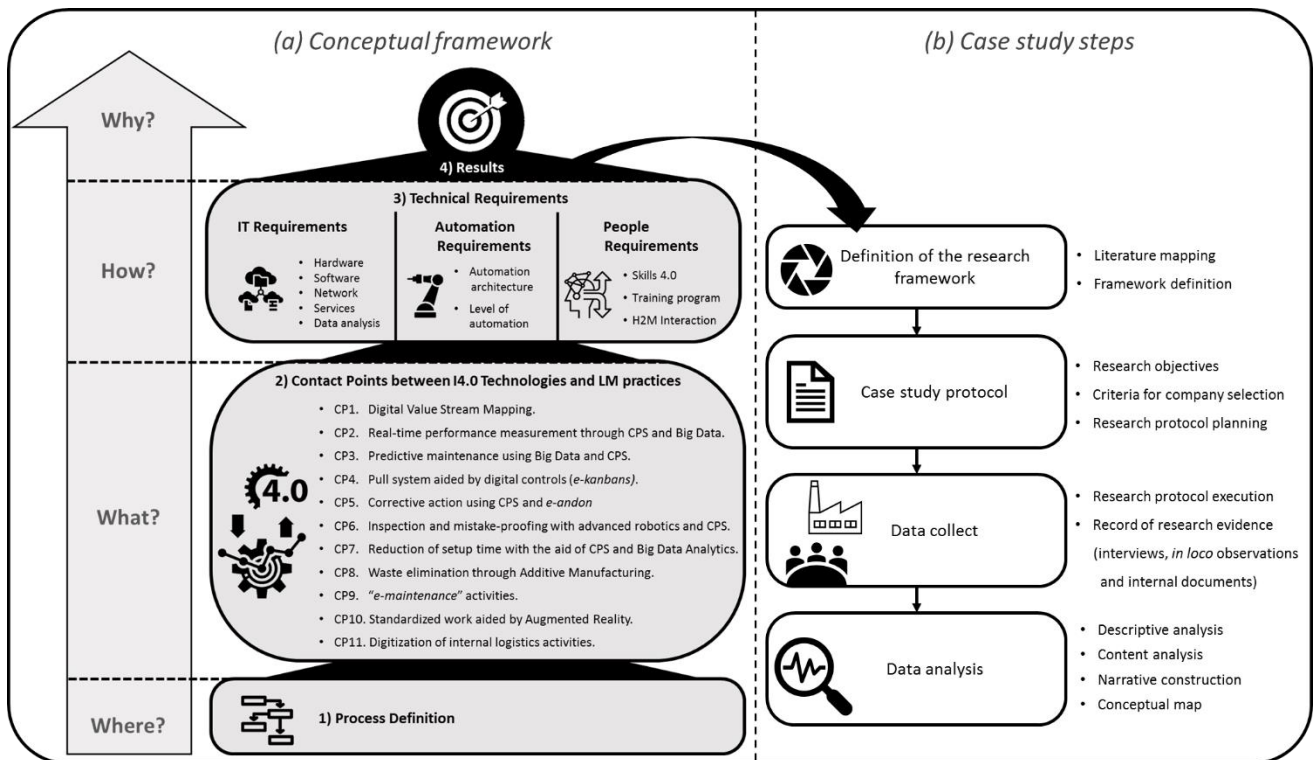 (a) Conceptual framework
Why?
4) Results
How?
3) Technical Requirements
IT Requirements
• Hardware
• Software
• Network
• Services
• Data analysis
Automation
Requirements
• Automation
architecture
• Level of
automation
People
Requirements
• Skills 4.0
• Training program
• H2M Interaction
What?
2) Contact Points between I4.0 Technologies and LM practices
4.0
• CP1. Digital Value Stream Mapping.
• CP2. Real-time performance measurement through CPS and Big Data.
• CP3. Predictive maintenance using Big Data and CPS.
• CP4. Pull system aided by digital controls (e-kanbans).
• CP5. Corrective action using CPS and e-andon
• CP6. Inspection and mistake-proofing with advanced robotics and CPS.
• CP7. Reduction of setup time with the aid of CPS and Big Data Analytics.
• CP8. Waste elimination through Additive Manufacturing.
• CP9. “e-maintenance” activities.
• CP10. Standardized work aided by Augmented Reality.
• CP11. Digitization of internal logistics activities.
Where?
1) Process Definition
(b) Case study steps
Definition of the research
framework
• Literature mapping
• Framework definition
Case study protocol
• Research objectives
• Criteria for company selection
• Research protocol planning
Data collect
• Research protocol execution
• Record of research evidence
(interviews, in loco observations
and internal documents)
Data analysis
• Descriptive analysis
• Content analysis
• Narrative construction
• Conceptual map